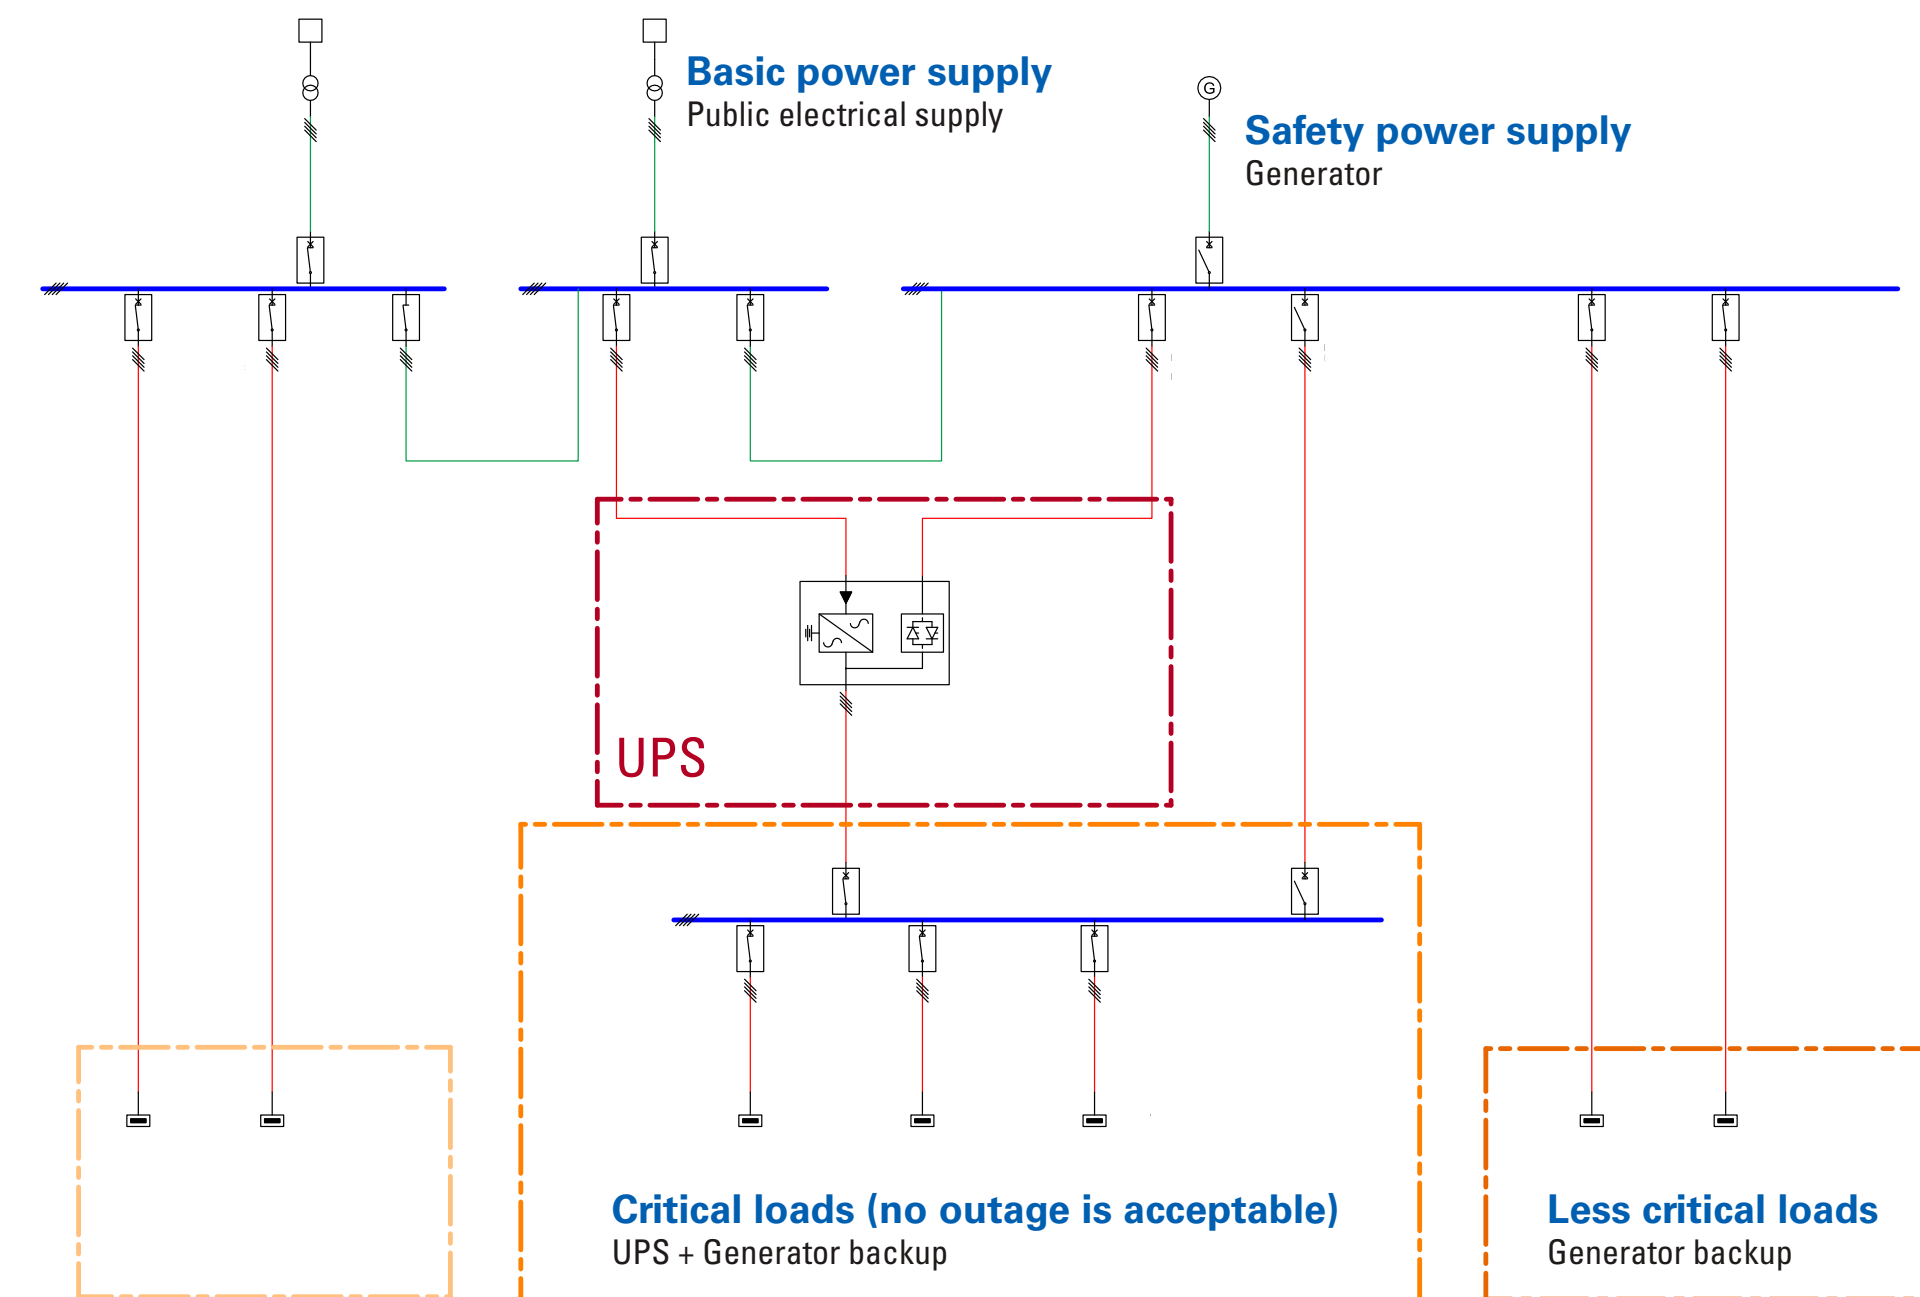 Basic power supply
Public electrical supply
G
Safety power supply
Generator
UPS
Critical loads (no outage is acceptable)
UPS + Generator backup
Less critical loads
Generator backup